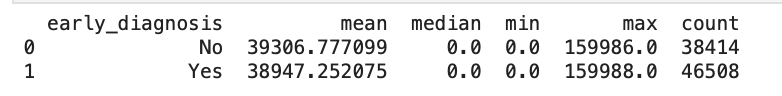 early_diagnosis mean median min max count
0 No 39306.777099 0.0 0.0 159986.0 38414
1 Yes 38947.252075 0.0 0.0 159988.0 46508